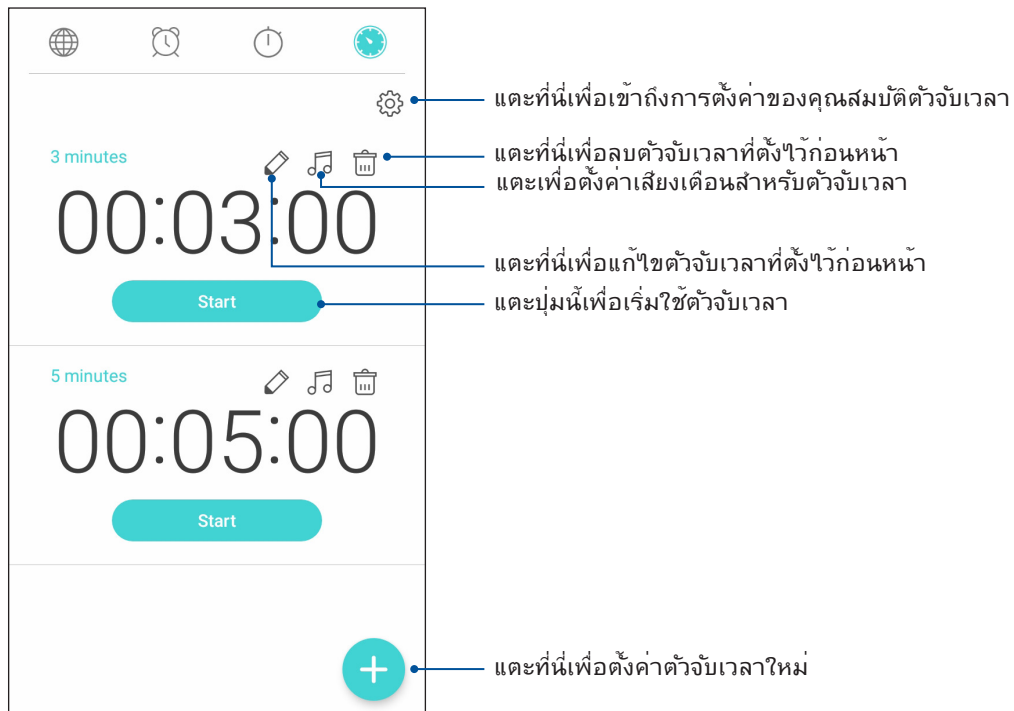 แตะที่นี่เพื่อเข้าถึงการตั้งค่าของคุณสมบัติตัวจับเวลา
3 minutes
แตะที่นี่เพื่อลบตัวจับเวลาที่ตั้งไว้ก่อนหน้า
แตะเพื่อตั้งค่าเสียงเตือนสำหรับตัวจับเวลา
00:03:00
แตะที่นี่เพื่อแก้ไขตัวจับเวลาที่ตั้งไว้ก่อนหน้า
Start
แตะปุ่มนี้เพื่อเริ่มใช้ตัวจับเวลา
5 minutes
00:05:00
Start
แตะที่นี่เพื่อตั้งค่าตัวจับเวลาใหม่